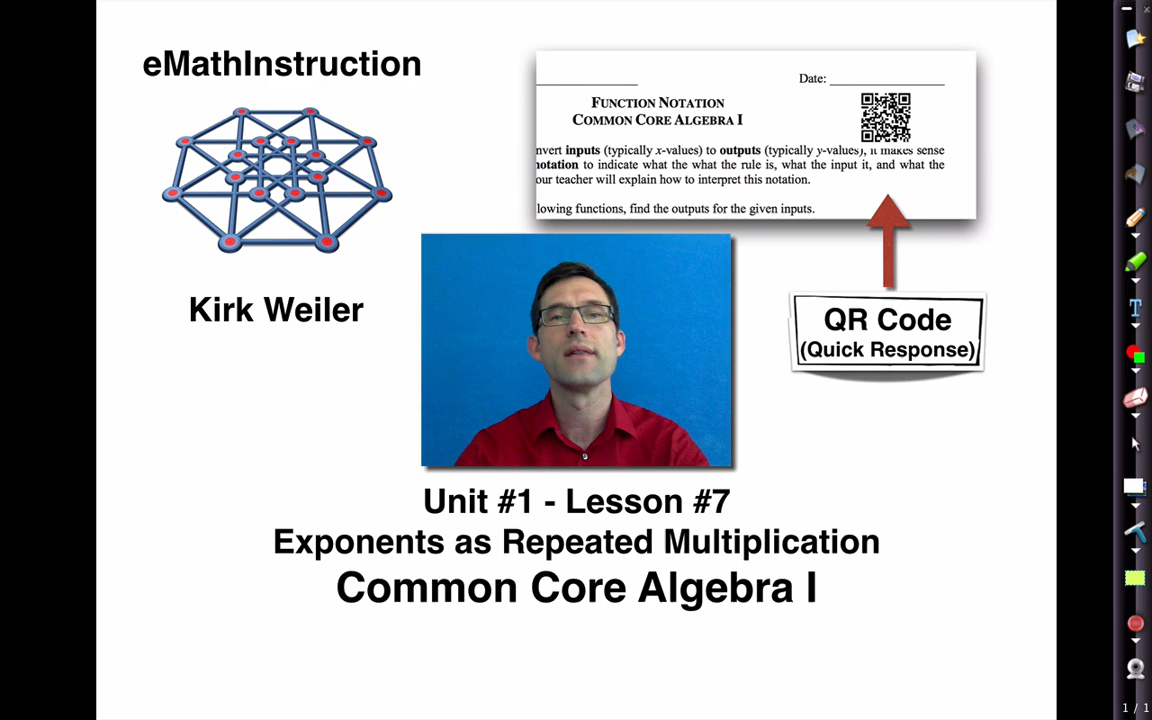 eMathInstruction
Date:
FUNCTION NOTATION
COMMON CORE ALGEBRA I
nvert inputs (typically x-values) to outputs (typically y-values), it makes sense
notation to indicate what the what the rule is, what the input it, and what the
our teacher will explain how to interpret this notation.
lowing functions, find the outputs for the given inputs.
Kirk Weiler
QR Code
(Quick Response)
Unit #1 - Lesson #7
Exponents as Repeated Multiplication
Common Core Algebra I
1 / 1